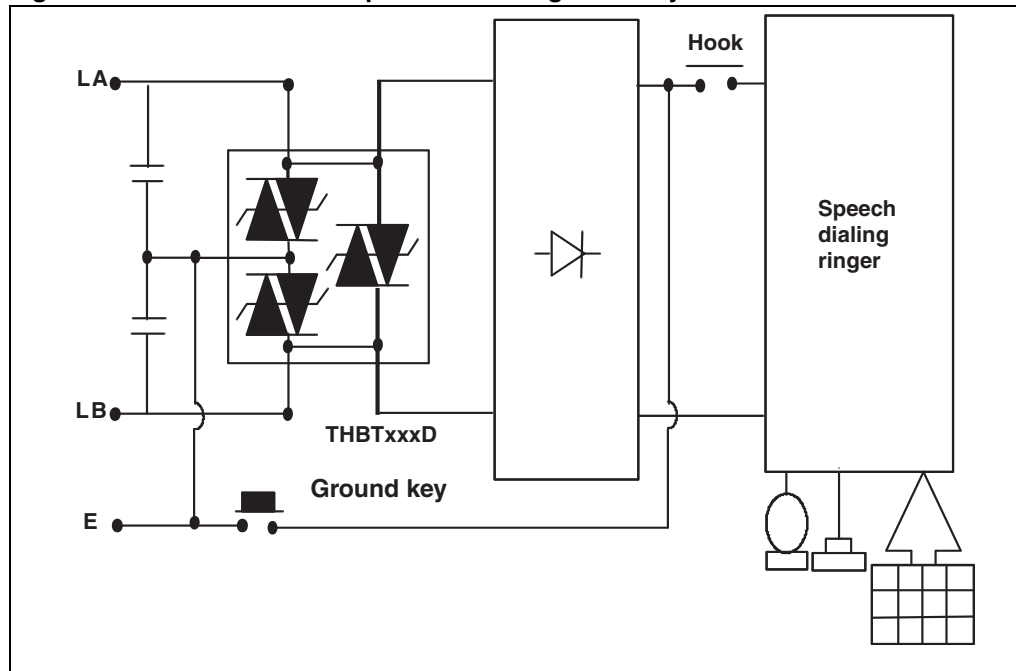 Hook
LA
Speech
dialing
ringer
LB
THBTxxxD
Ground key
E